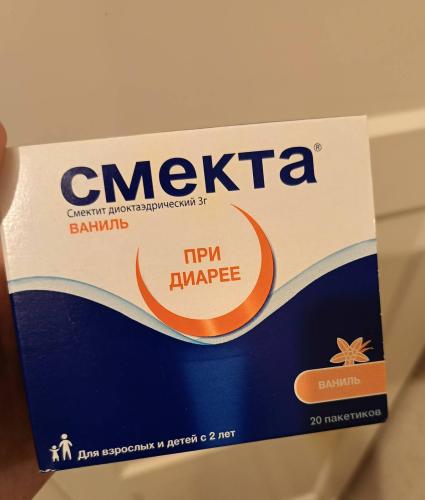 СМЕКТА®
Смектит диоктаэдрический 3г
ВАНИЛЬ
ПРИ
ДИАРЕЕ
ВАНИЛЬ
20 пакетиков
Для взрослых и детей с 2 лет